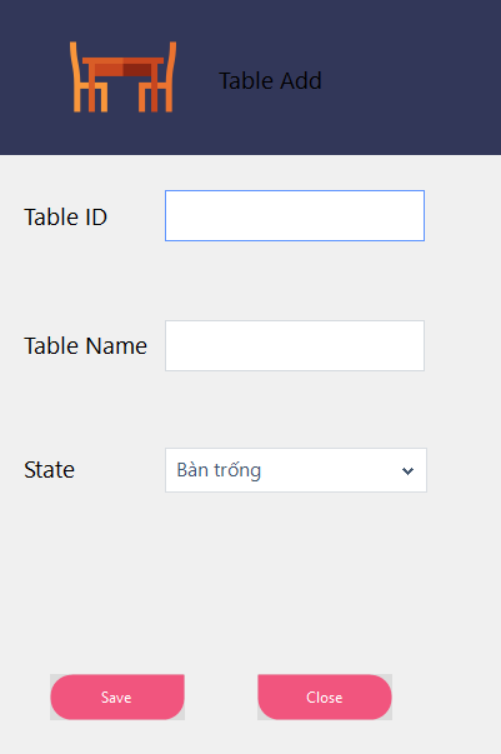 Table Add
Table ID
Table Name
State
Bàn trống
Save
Close